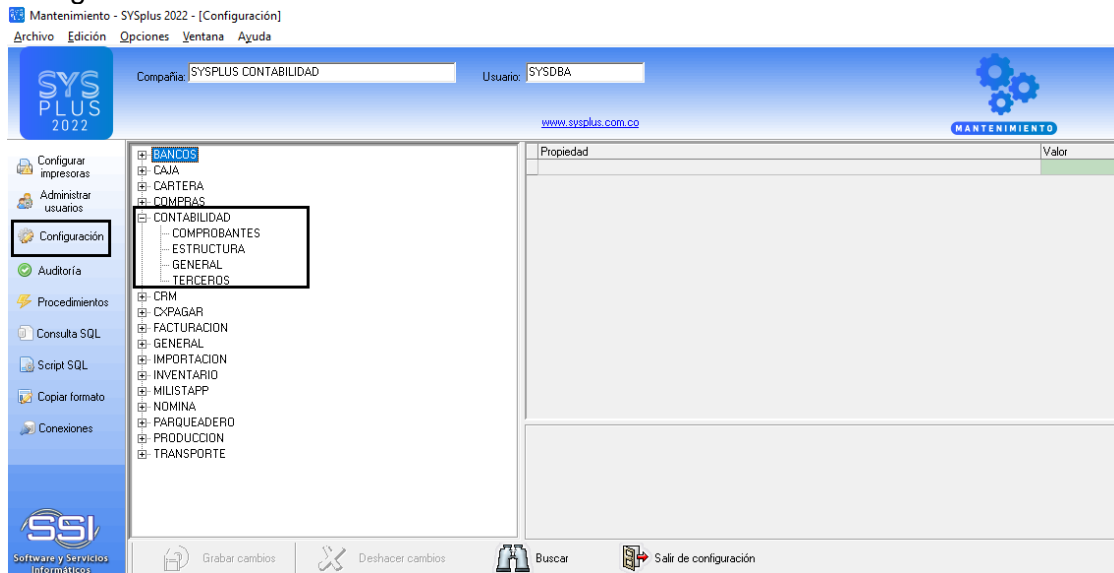 Mantenimiento - SYSplus 2022 - [Configuración]
Archivo Edición Opciones Ventana Ayuda
SYS
PLUS
2022
Compañia: SYSPLUS CONTABILIDAD Usuario: SYSDBA
www.sysplus.com.co
MANTENIMIENTO
Configurar
impresoras
Administrar
usuarios
Configuración
Auditoría
Procedimientos
Consulta SQL
Script SQL
Copiar formato
Conexiones
BANCOS
CAJA
CARTERA
COMPRAS
CONTABILIDAD
COMPROBANTES
ESTRUCTURA
GENERAL
TERCEROS
CRM
CXPAGAR
FACTURACION
GENERAL
IMPORTACION
INVENTARIO
MILISTAPP
NOMINA
PARQUEADERO
PRODUCCION
TRANSPORTE
Propiedad Valor
SSI
Software y Servicios
Informáticos
Grabar cambios Deshacer cambios Buscar Salir de configuración